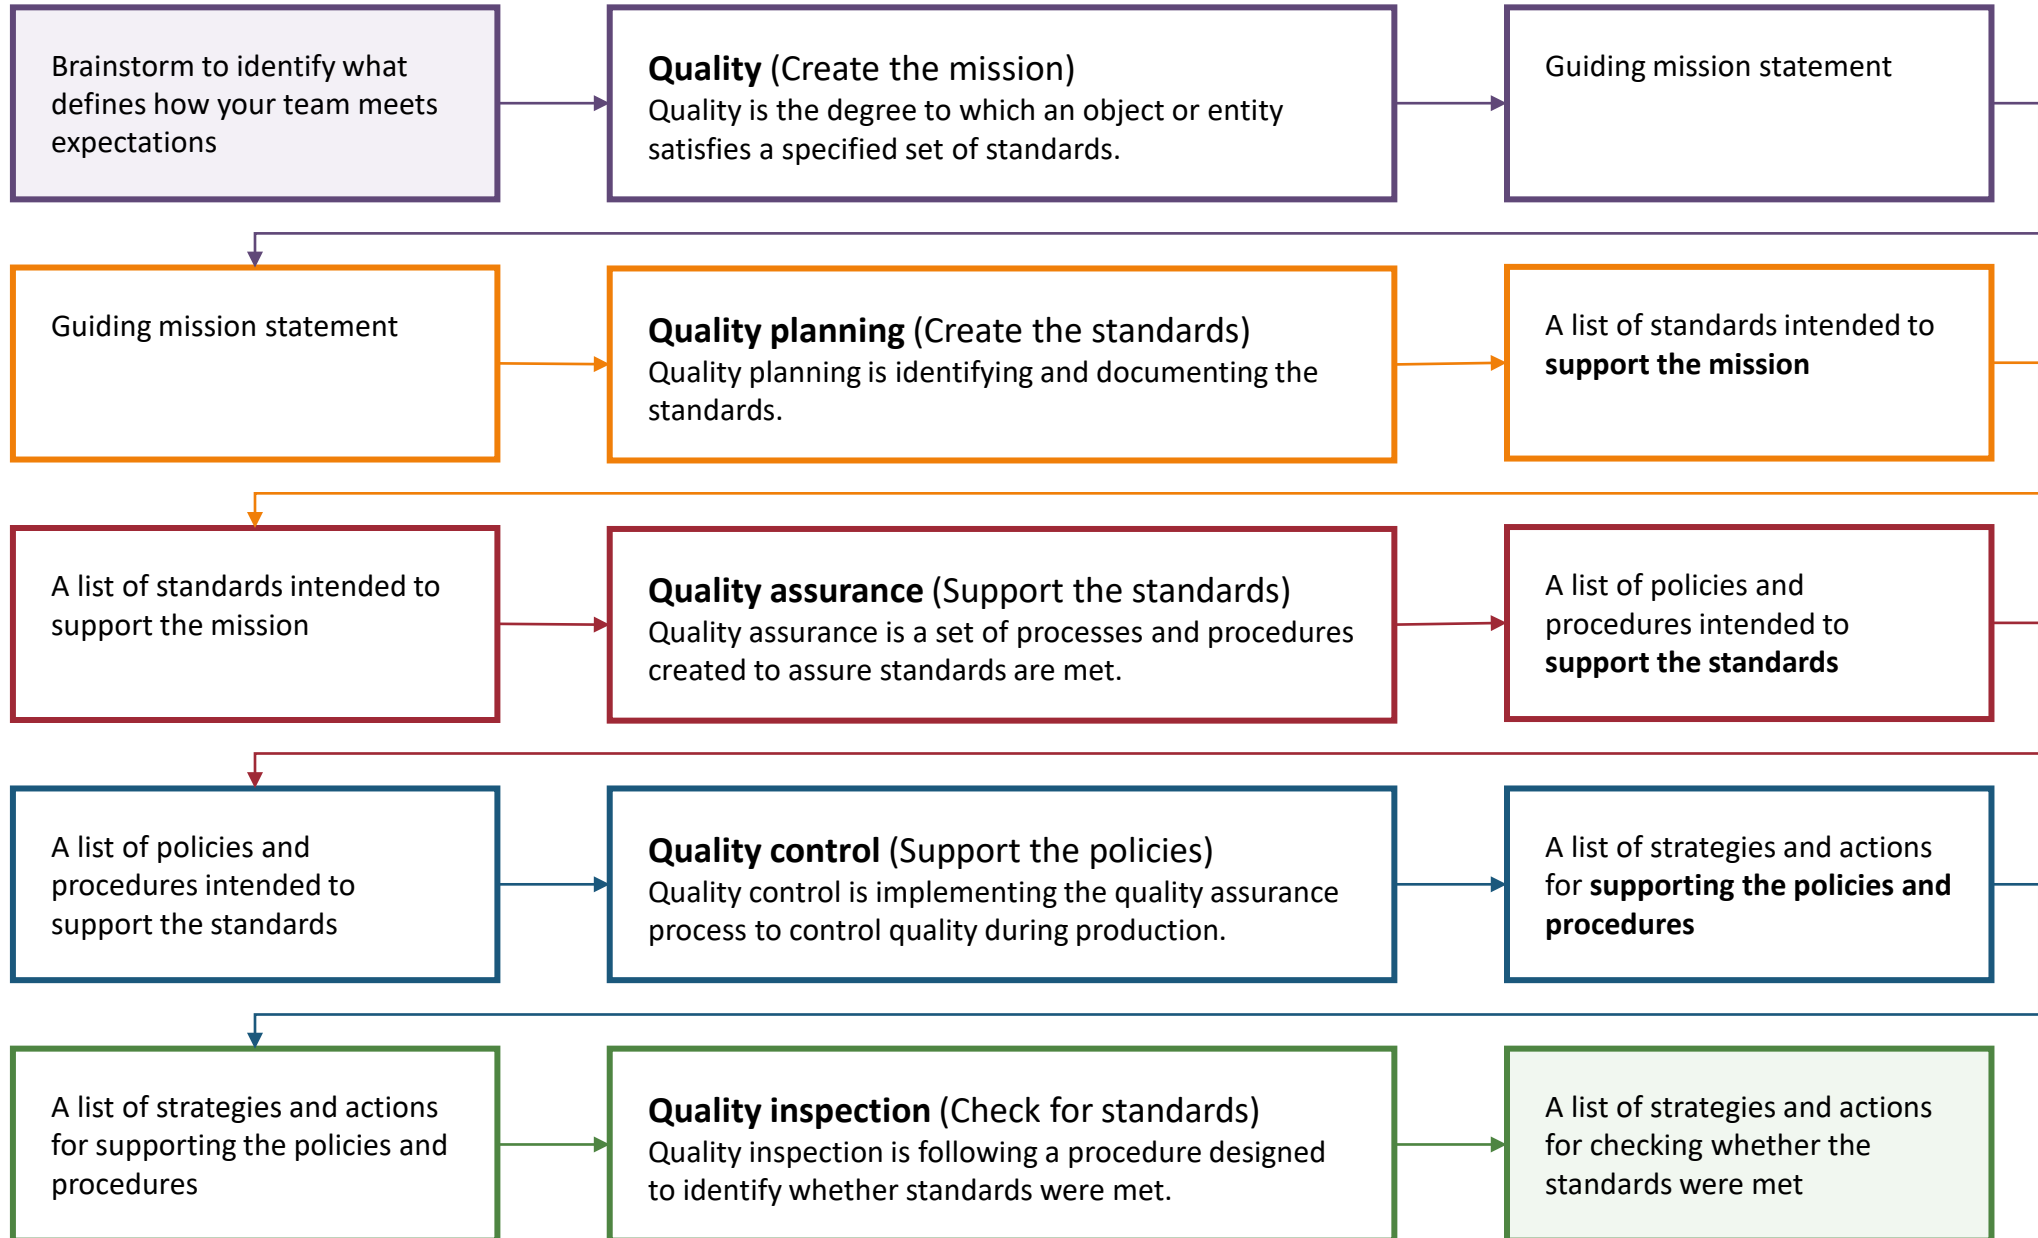 Brainstorm to identify what
defines how your team meets
expectations
Quality (Create the mission)
Quality is the degree to which an object or entity
satisfies a specified set of standards.
Guiding mission statement
Guiding mission statement
Quality planning (Create the standards)
Quality planning is identifying and documenting the
standards.
A list of standards intended to
support the mission
A list of standards intended to
support the mission
Quality assurance (Support the standards)
Quality assurance is a set of processes and procedures
created to assure standards are met.
A list of policies and
procedures intended to
support the standards
A list of policies and
procedures intended to
support the standards
Quality control (Support the policies)
Quality control is implementing the quality assurance
process to control quality during production.
A list of strategies and actions
for supporting the policies and
procedures
A list of strategies and actions
for supporting the policies and
procedures
Quality inspection (Check for standards)
Quality inspection is following a procedure designed
to identify whether standards were met.
A list of strategies and actions
for checking whether the
standards were met